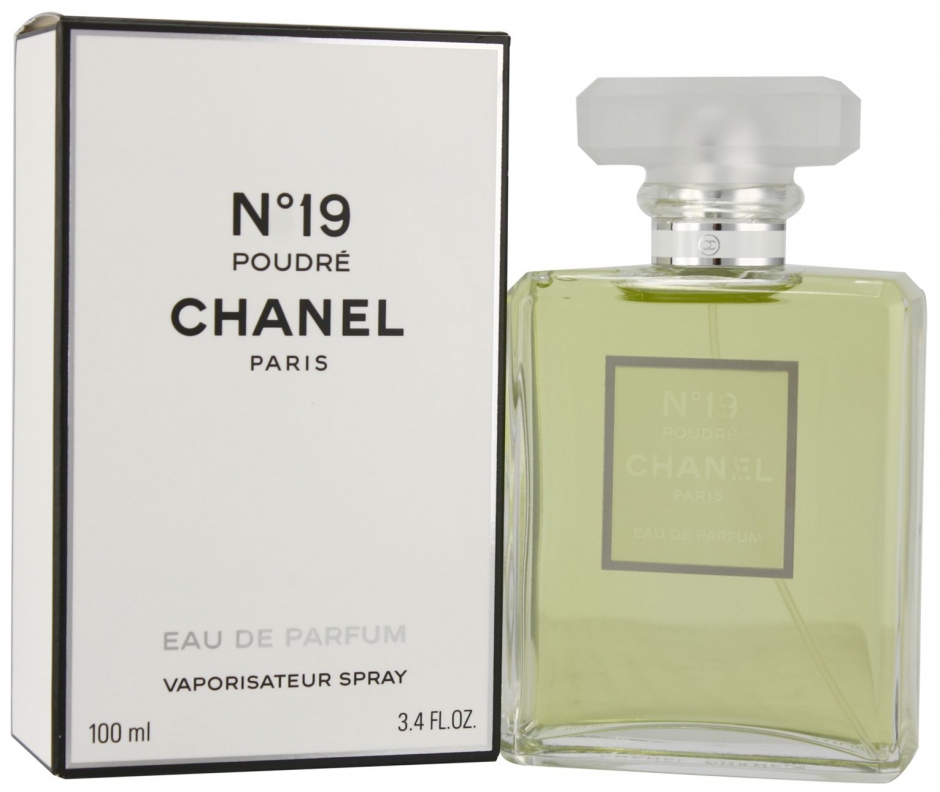 N°19
POUDRÉ
CHANEL
PARIS
EAU DE PARFUM
VAPORISATEUR SPRAY
100 ml
3.4 FL.OZ.
N°19
POUDRÉ
CHANEL
PARIS
EAU DE PARFUM